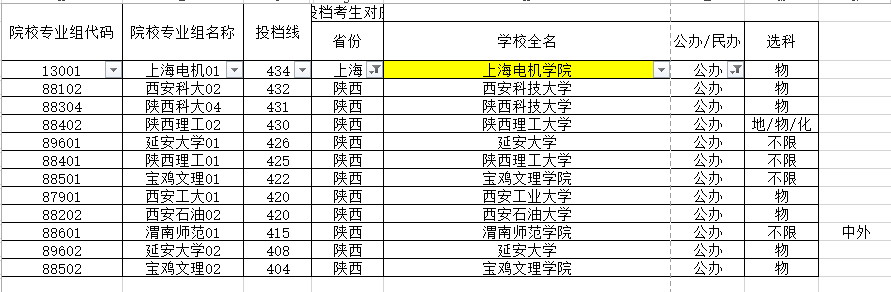 投档考生对应
院校专业组代码 院校专业组名称 投档线 省份 学校全名 公办/民办 选科
13001 上海电机01 434 上海 上海电机学院 公办 物
88102 西安科大02 432 陕西 西安科技大学 公办 物
88304 陕西科大04 431 陕西 陕西科技大学 公办 物
88402 陕西理工02 430 陕西 陕西理工大学 公办 地/物/化
89601 延安大学01 426 陕西 延安大学 公办 不限
88401 陕西理工01 425 陕西 陕西理工大学 公办 不限
88501 宝鸡文理01 422 陕西 宝鸡文理学院 公办 不限
87901 西安工大01 420 陕西 西安工业大学 公办 物
88202 西安石油02 420 陕西 西安石油大学 公办 物
88601 渭南师范01 415 陕西 渭南师范学院 公办 不限 中外
89602 延安大学02 408 陕西 延安大学 公办 物
88502 宝鸡文理02 404 陕西 宝鸡文理学院 公办 物